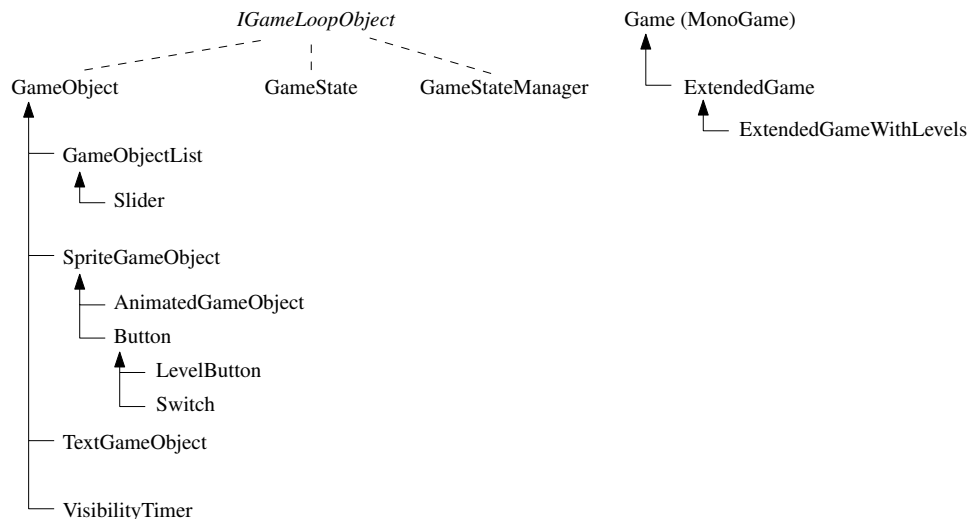 IGameLoopObject
Game (MonoGame)
GameObject
GameState
GameStateManager
ExtendedGame
ExtendedGameWithLevels
GameObjectList
Slider
SpriteGameObject
AnimatedGameObject
Button
LevelButton
Switch
TextGameObject
VisibilityTimer